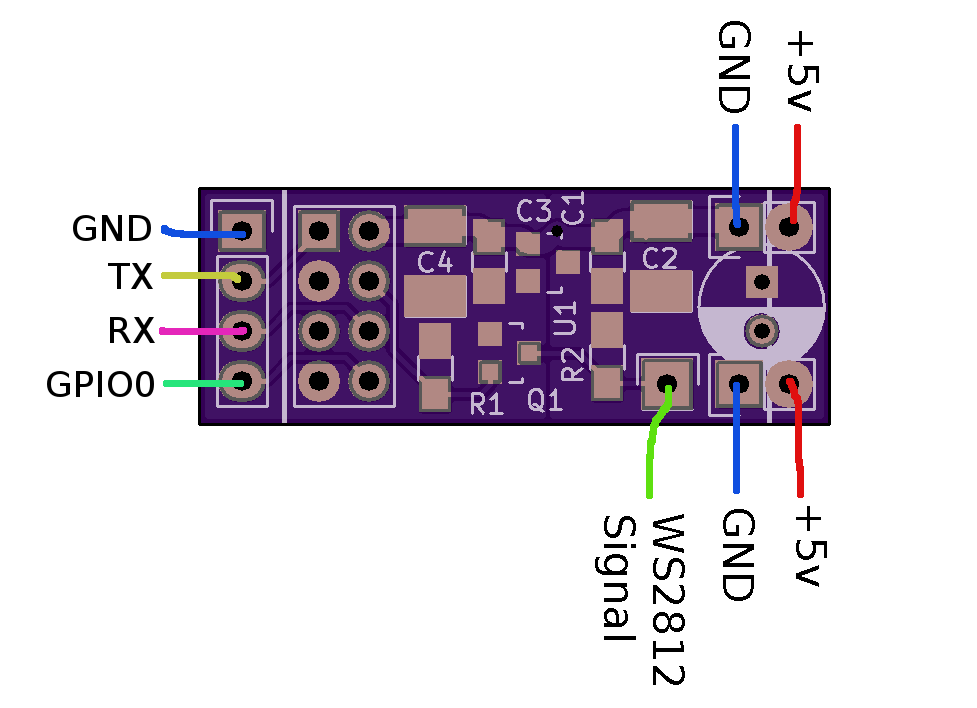 GND
+5v
GND
TX
RX
GPIO0
C3
C1
C4
C2
U1
R2
R1
Q1
WS2812
Signal
GND
+5v